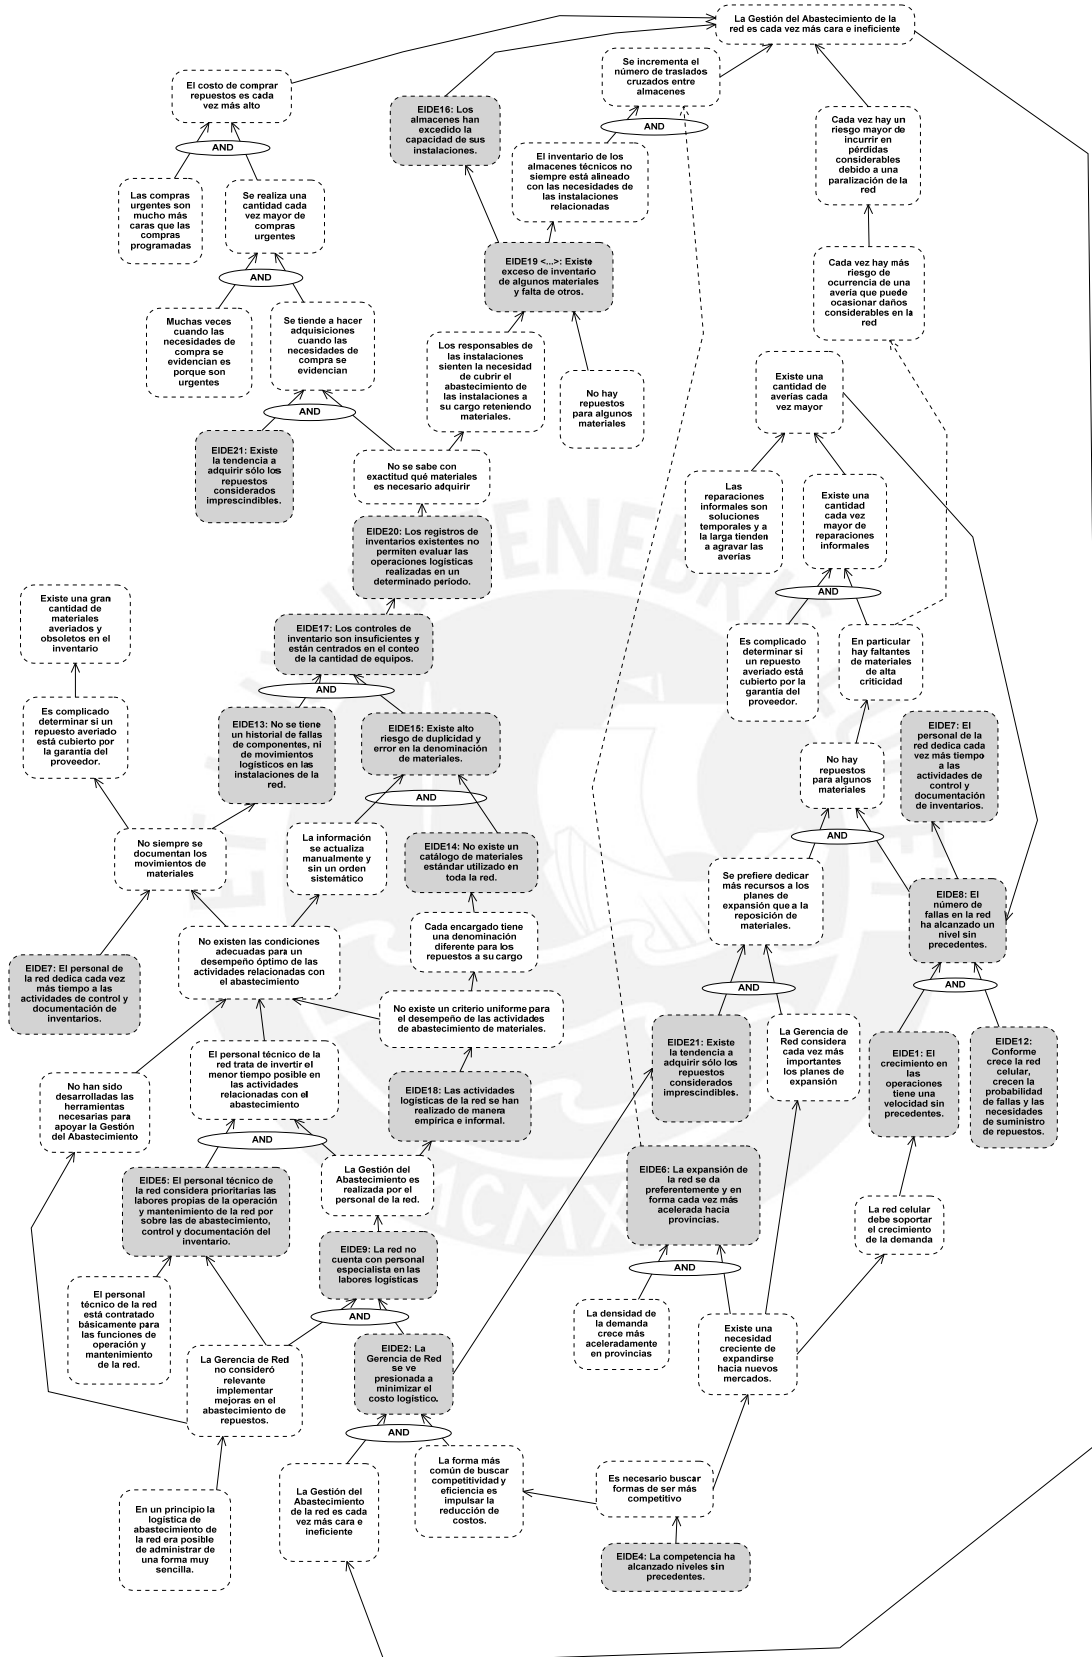 La Gestión del Abastecimiento de la
red es cada vez más cara e ineficiente
Se incrementa el
número de traslados
cruzados entre
almacenes
El costo de comprar
repuestos es cada
vez más alto
EIDE16: Los
almacenes han
excedido la
capacidad de sus
instalaciones.
AND
Cada vez hay un
riesgo mayor de
incurrir en
pérdidas
considerables
debido a una
paralización de la
red
AND
El inventario de los
almacenes técnicos no
siempre está alineado
con las necesidades de
las instalaciones
relacionadas
Las compras
urgentes son
mucho más
caras que las
compras
programadas
Se realiza una
cantidad cada
vez mayor de
compras
urgentes
EIDE19 <...>: Existe
exceso de inventario
de algunos materiales
y falta de otros.
Cada vez hay más
riesgo de
ocurrencia de una
avería que puede
ocasionar daños
considerables en la
red
AND
Muchas veces
cuando las
necesidades de
compra se
evidencian es
porque son
urgentes
Se tiende a hacer
adquisiciones
cuando las
necesidades de
compra se
evidencian
Los responsables de
las instalaciones
sienten la necesidad
de cubrir el
abastecimiento de
las instalaciones a
su cargo reteniendo
materiales.
No hay
repuestos
para algunos
materiales
Existe una
cantidad de
averías cada
vez mayor
AND
EIDE21: Existe
la tendencia a
adquirir sólo los
repuestos
considerados
imprescindibles.
No se sabe con
exactitud qué materiales
es necesario adquirir
Las
reparaciones
informales son
soluciones
temporales y a
la larga tienden
a agravar las
averías
Existe una
cantidad
cada vez
mayor de
reparaciones
informales
EIDE20: Los registros de
inventarios existentes no
permiten evaluar las
operaciones logísticas
realizadas en un
determinado período.
AND
Existe una gran
cantidad de
materiales
averiados y
obsoletos en el
inventario
EIDE17: Los controles de
inventario son insuficientes y
están centrados en el conteo
de la cantidad de equipos.
Es complicado
determinar si
un repuesto
averiado está
cubierto por la
garantía del
proveedor.
En particular
hay faltantes
de materiales
de alta
criticidad
AND
Es complicado
determinar si un
repuesto averiado
está cubierto por
la garantía del
proveedor.
EIDE13: No se tiene
un historial de fallas
de componentes, ni
de movimientos
logísticos en las
instalaciones de la
red.
EIDE15: Existe alto
riesgo de duplicidad y
error en la denominación
de materiales.
No hay
repuestos
para algunos
materiales
EIDE7: El
personal de la
red dedica cada
vez más tiempo
a las
actividades de
control y
documentación
de inventarios.
AND
AND
No siempre se
documentan los
movimientos de
materiales
La información
se actualiza
manualmente y
sin un orden
sistemático
EIDE14: No existe un
catálogo de materiales
estándar utilizado en
toda la red.
Se prefiere dedicar
más recursos a los
planes de
expansión que a la
reposición de
materiales.
EIDE8: El
número de
fallas en la red
ha alcanzado un
nivel sin
precedentes.
Cada encargado tiene
una denominación
diferente para los
repuestos a su cargo
No existen las condiciones
adecuadas para un
desempeño óptimo de las
actividades relacionadas con
el abastecimiento
EIDE7: El personal de
la red dedica cada vez
más tiempo a las
actividades de control y
documentación de
inventarios.
AND
AND
No existe un criterio uniforme para
el desempeño de las actividades
de abastecimiento de materiales.
El personal técnico de la
red trata de invertir el
menor tiempo posible en
las actividades
relacionadas con el
abastecimiento
EIDE21: Existe
la tendencia a
adquirir sólo los
repuestos
considerados
imprescindibles.
La Gerencia de
Red considera
cada vez más
importantes
los planes de
expansión
EIDE1: El
crecimiento en
las
operaciones
tiene una
velocidad sin
precedentes.
EIDE12:
Conforme
crece la red
celular,
crecen la
probabilidad
de fallas y las
necesidades
de suministro
de repuestos.
No han sido
desarrolladas las
herramientas
necesarias para
apoyar la Gestión
del Abastecimiento
EIDE18: Las actividades
logísticas de la red se han
realizado de manera
empírica e informal.
AND
EIDE5: El personal técnico de
la red considera prioritarias las
labores propias de la operación
y mantenimiento de la red por
sobre las de abastecimiento,
control y documentación del
inventario.
La Gestión del
Abastecimiento es
realizada por el
personal de la red.
EIDE6: La expansión de
la red se da
preferentemente y en
forma cada vez más
acelerada hacia
provincias.
La red celular
debe soportar
el crecimiento
de la demanda
EIDE9: La red no
cuenta con personal
especialista en las
labores logísticas
AND
El personal
técnico de la red
está contratado
básicamente para
las funciones de
operación y
mantenimiento
de la red.
AND
La densidad de
la demanda
crece más
aceleradamente
en provincias
Existe una
necesidad
creciente de
expandirse
hacia nuevos
mercados.
La Gerencia de Red
no consideró
relevante
implementar
mejoras en el
abastecimiento de
repuestos.
EIDE2: La
Gerencia de Red
se ve
presionada a
minimizar el
costo logístico.
AND
La forma más
común de buscar
competitividad y
eficiencia es
impulsar la
reducción de
costos.
Es necesario buscar
formas de ser más
competitivo
La Gestión del
Abastecimiento
de la red es cada
vez más cara e
ineficiente
En un principio la
logística de
abastecimiento de
la red era posible
de administrar de
una forma muy
sencilla.
EIDE4: La competencia ha
alcanzado niveles sin
precedentes.